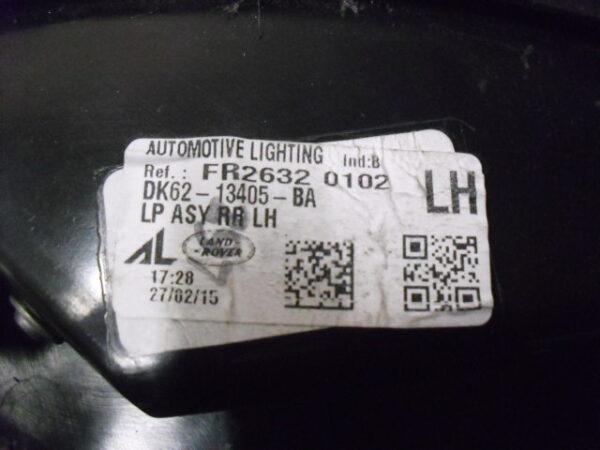 AUTOMOTIVE LIGHTING Ind:B
Ref.: FR2632 0102
DK62-13405-BA
LP ASY RR LH
LH
AL LAND-ROVER
17:28
27/02/15